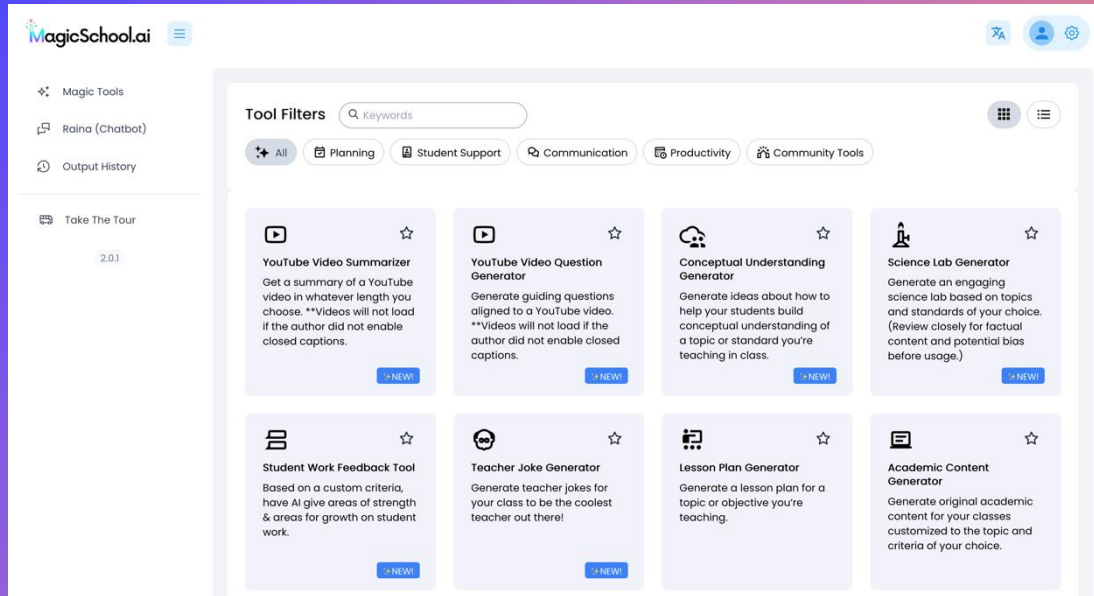 MagicSchool.ai
Magic Tools
Raina (Chatbot)
Output History
Take The Tour
2.0.1
Tool Filters
Keywords
All
Planning
Student Support
Communication
Productivity
Community Tools
YouTube Video Summarizer
Get a summary of a YouTube
video in whatever length you
choose. **Videos will not load
if the author did not enable
closed captions.
NEW!
YouTube Video Question
Generator
Generate guiding questions
aligned to a YouTube video.
**Videos will not load if the
author did not enable closed
captions.
NEW!
Conceptual Understanding
Generator
Generate ideas about how to
help your students build
conceptual understanding of
a topic or standard you're
teaching in class.
NEW!
Science Lab Generator
Generate an engaging
science lab based on topics
and standards of your choice.
(Review closely for factual
content and potential bias
before usage.)
NEW!
Student Work Feedback Tool
Based on a custom criteria,
have AI give areas of strength
& areas for growth on student
work.
NEW!
Teacher Joke Generator
Generate teacher jokes for
your class to be the coolest
teacher out there!
NEW!
Lesson Plan Generator
Generate a lesson plan for a
topic or objective you're
teaching.
Academic Content
Generator
Generate original academic
content for your classes
customized to the topic and
criteria of your choice.